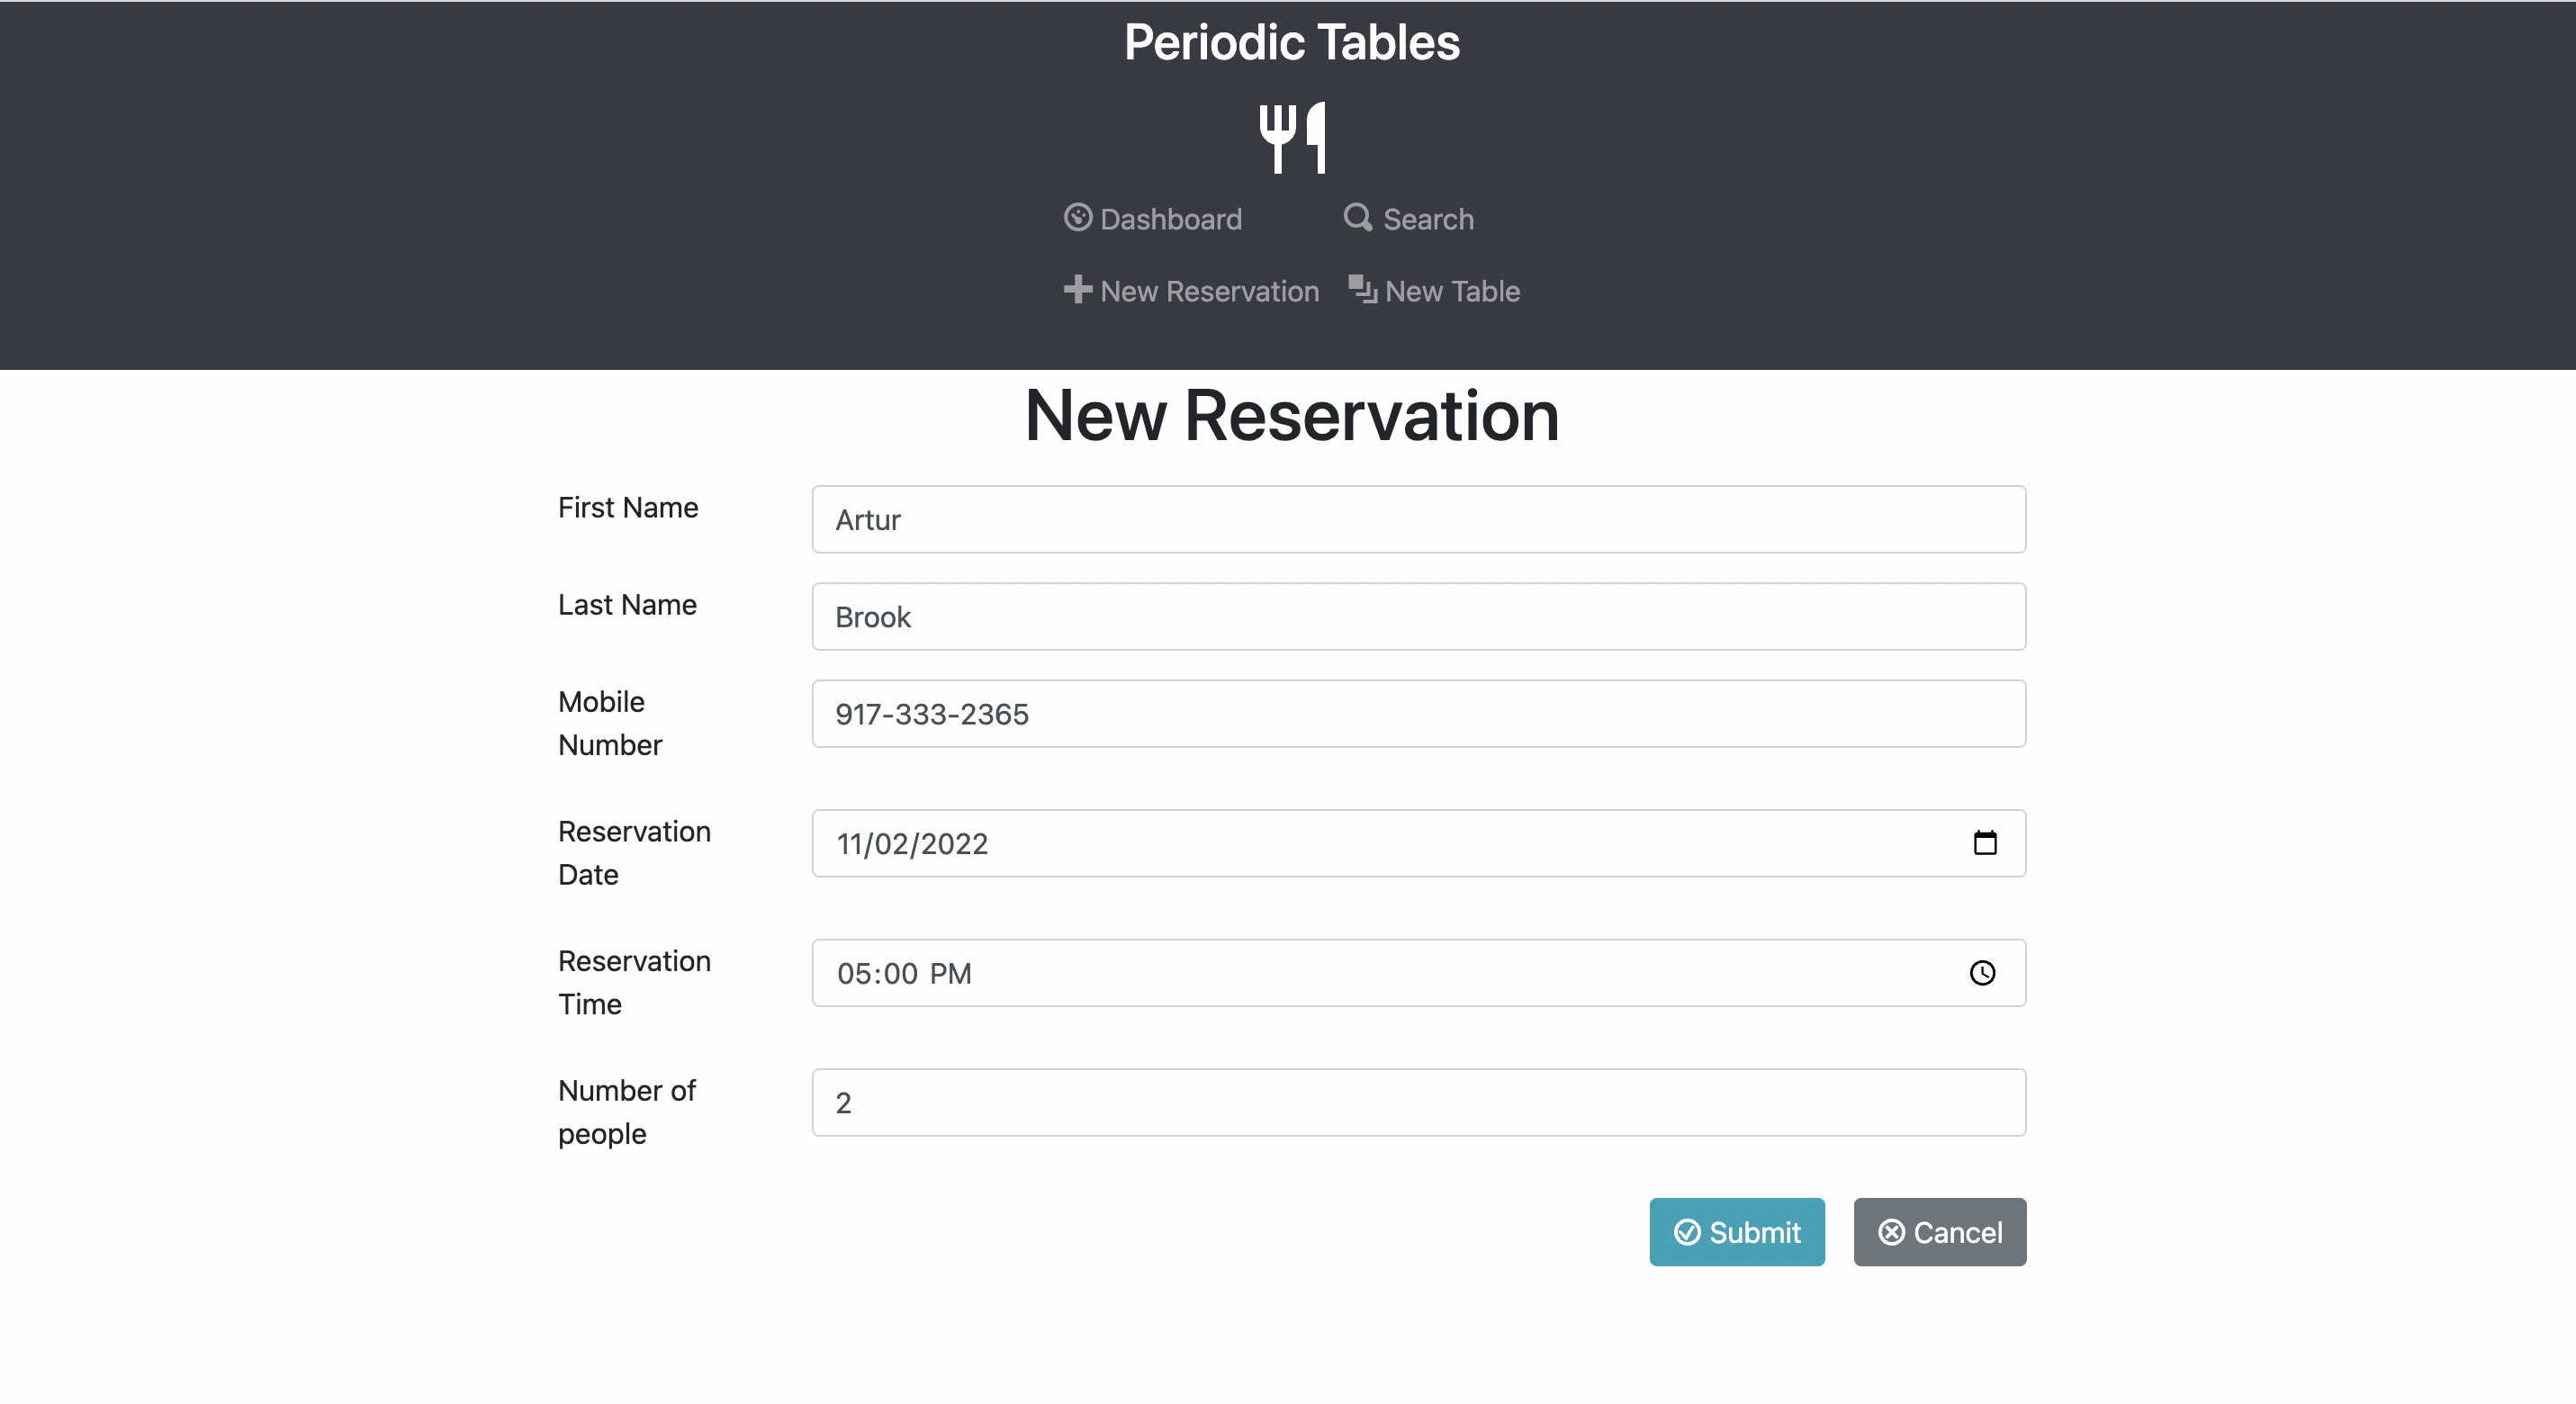 Periodic Tables
Dashboard Search
New Reservation New Table
New Reservation
First Name Artur
Last Name Brook
Mobile Number 917-333-2365
Reservation Date 11/02/2022
Reservation Time 05:00 PM
Number of people 2
Submit Cancel